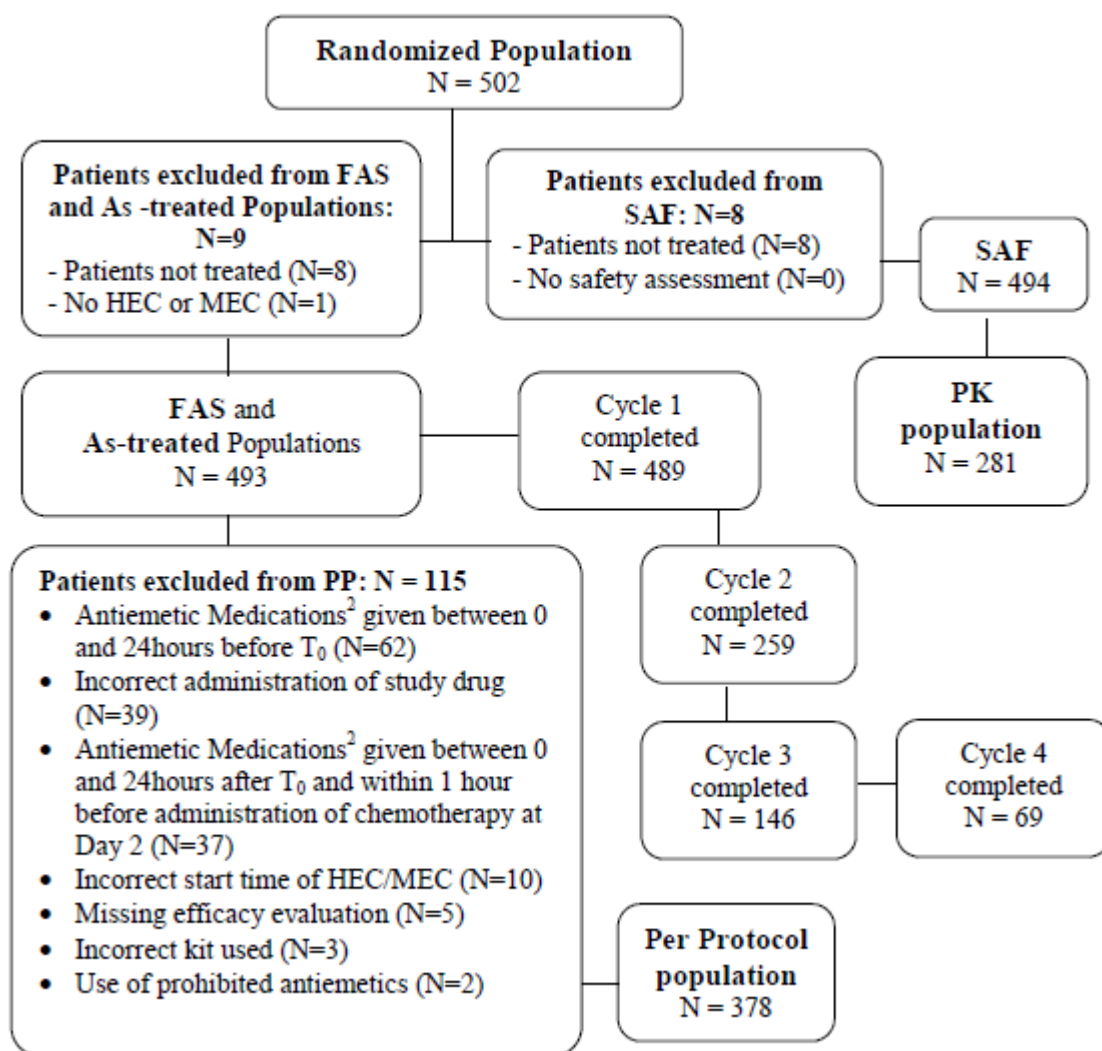 Randomized Population
N = 502
Patients excluded from FAS
and As -treated Populations:
N=9
- Patients not treated (N=8)
- No HEC or MEC (N=1)
Patients excluded from
SAF: N=8
- Patients not treated (N=8)
- No safety assessment (N=0)
SAF
N = 494
FAS and
As-treated Populations
N = 493
Cycle 1
completed
N = 489
PK
population
N = 281
Patients excluded from PP: N = 115
• Antiemetic Medications² given between 0
and 24hours before T₀ (N=62)
• Incorrect administration of study drug
(N=39)
• Antiemetic Medications² given between 0
and 24hours after T₀ and within 1 hour
before administration of chemotherapy at
Day 2 (N=37)
• Incorrect start time of HEC/MEC (N=10)
• Missing efficacy evaluation (N=5)
• Incorrect kit used (N=3)
• Use of prohibited antiemetics (N=2)
Cycle 2
completed
N = 259
Cycle 3
completed
N = 146
Cycle 4
completed
N = 69
Per Protocol
population
N = 378